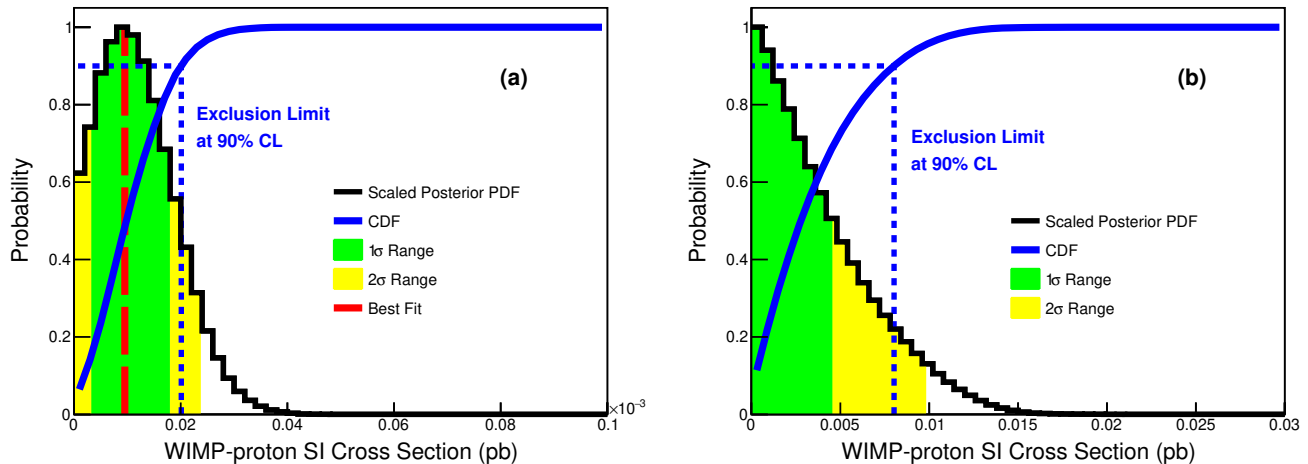 1
0.8
0.6
0.4
0.2
0
Probability
(a)
Exclusion Limit
at 90% CL
Scaled Posterior PDF
CDF
1σ Range
2σ Range
Best Fit
0 0.02 0.04 0.06 0.08 0.1
×10⁻³
WIMP-proton SI Cross Section (pb)
1
0.8
0.6
0.4
0.2
0
Probability
(b)
Exclusion Limit
at 90% CL
Scaled Posterior PDF
CDF
1σ Range
2σ Range
0 0.005 0.01 0.015 0.02 0.025 0.03
WIMP-proton SI Cross Section (pb)